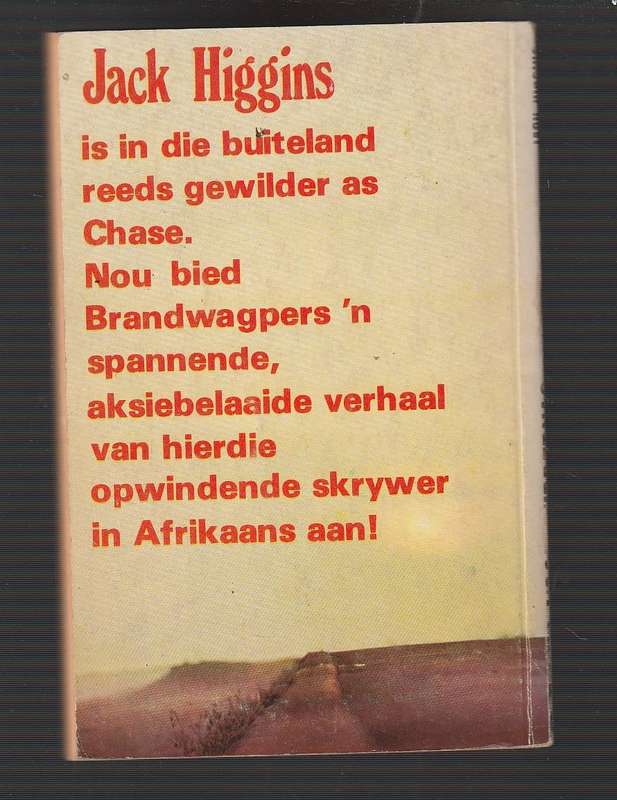 Jack Higgins
is in die buiteland
reeds gewilder as
Chase.
Nou bied
Brandwagpers 'n
spannende,
aksiebelaaide verhaal
van hierdie
opwindende skrywer
in Afrikaans aan!